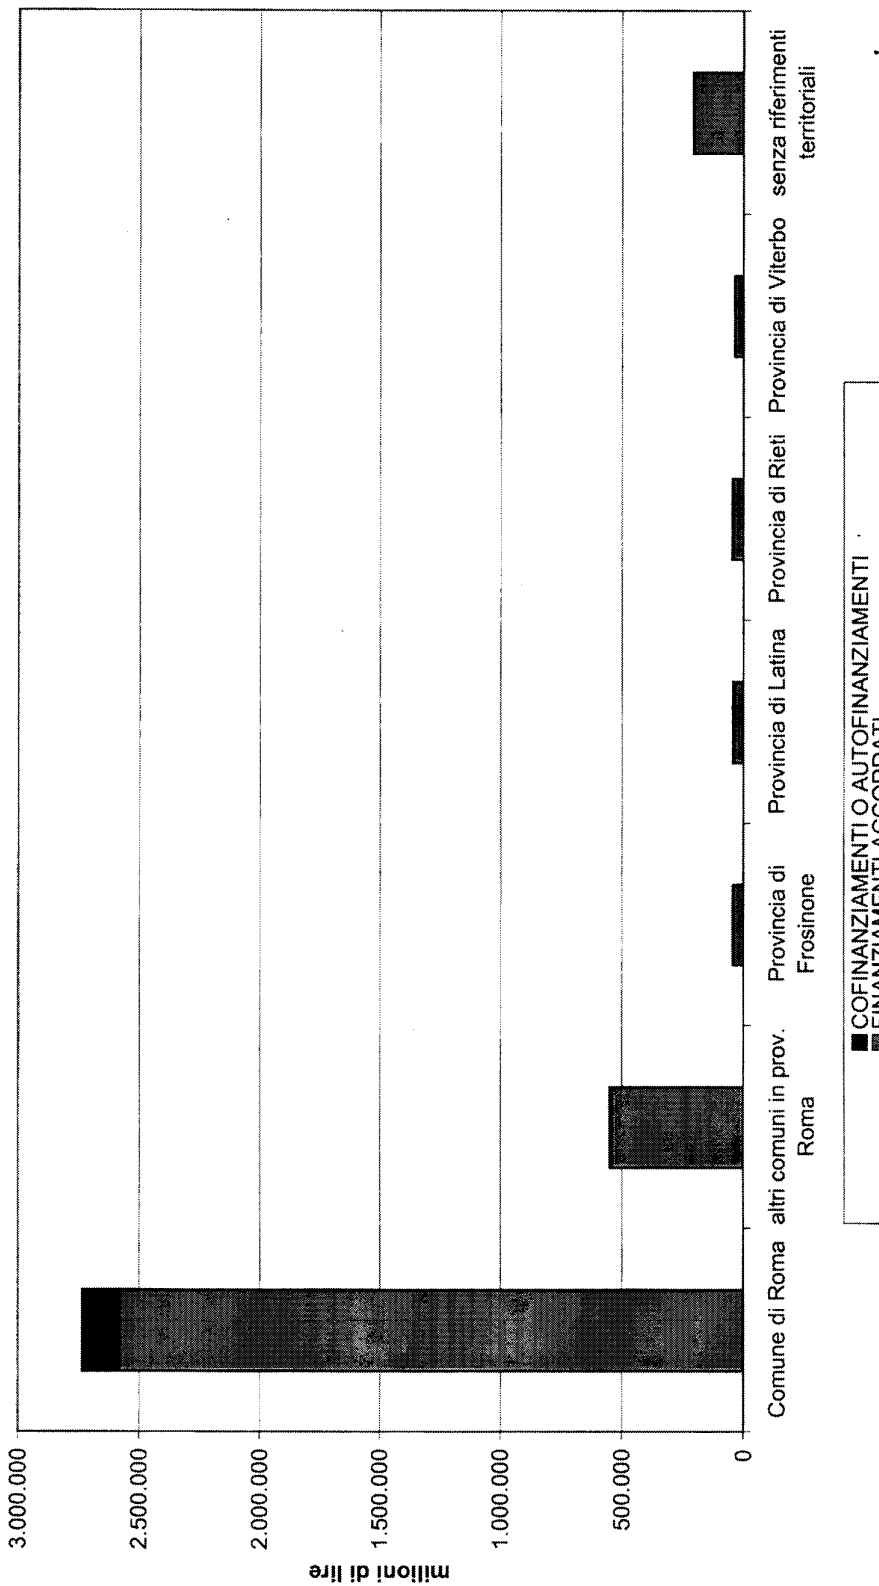 3.000.000
2.500.000
2.000.000
1.500.000
1.000.000
500.000
0
milioni di lire
Comune di Roma
altri comuni in prov.
Roma
Provincia di
Frosinone
Provincia di Latina
Provincia di Rieti
Provincia di Viterbo
senza riferimenti
territoriali
COFINANZIAMENTI O AUTOFINANZIAMENTI
FINANZIAMENTI ACCORDATI